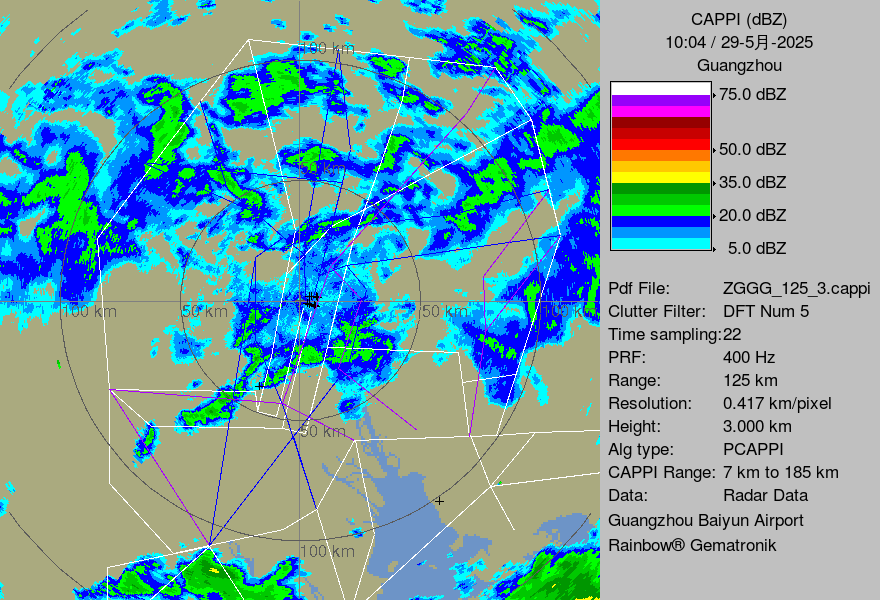 CAPPI (dBZ)
10:04 / 29-5月-2025
Guangzhou
75.0 dBZ
50.0 dBZ
35.0 dBZ
20.0 dBZ
5.0 dBZ
Pdf File: ZGGG_125_3.cappi
Clutter Filter: DFT Num 5
Time sampling:22
PRF: 400 Hz
Range: 125 km
Resolution: 0.417 km/pixel
Height: 3.000 km
Alg type: PCAPPI
CAPPI Range: 7 km to 185 km
Data: Radar Data
Guangzhou Baiyun Airport
Rainbow® Gematronik
100 km
50 km
100 km
50 km
50 km
100 km
50 km
100 km